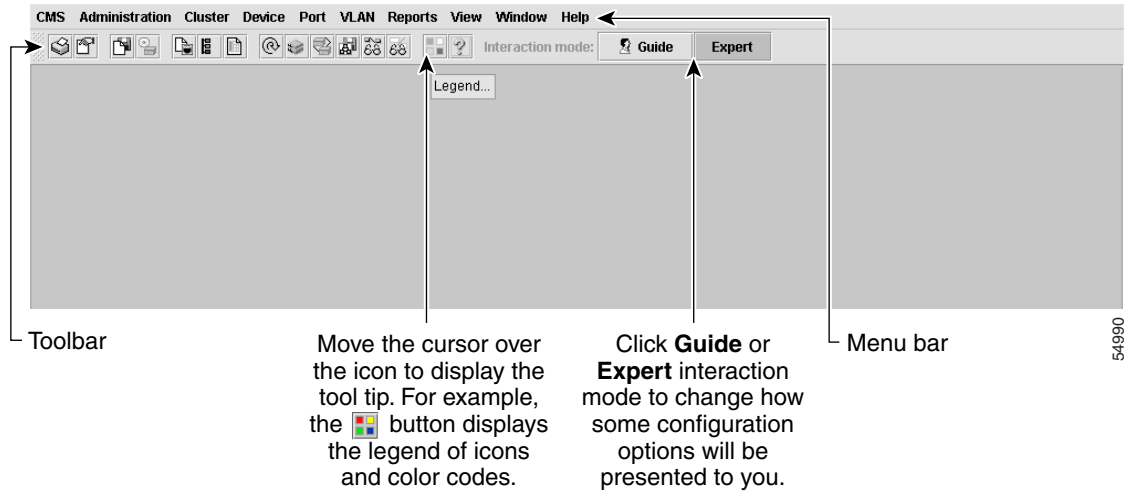 CMS Administration Cluster Device Port VLAN Reports View Window Help
Interaction mode: Guide Expert
Legend...
Toolbar
Move the cursor over
the icon to display the
tool tip. For example,
the button displays
the legend of icons
and color codes.
Click Guide or
Expert interaction
mode to change how
some configuration
options will be
presented to you.
Menu bar
54990